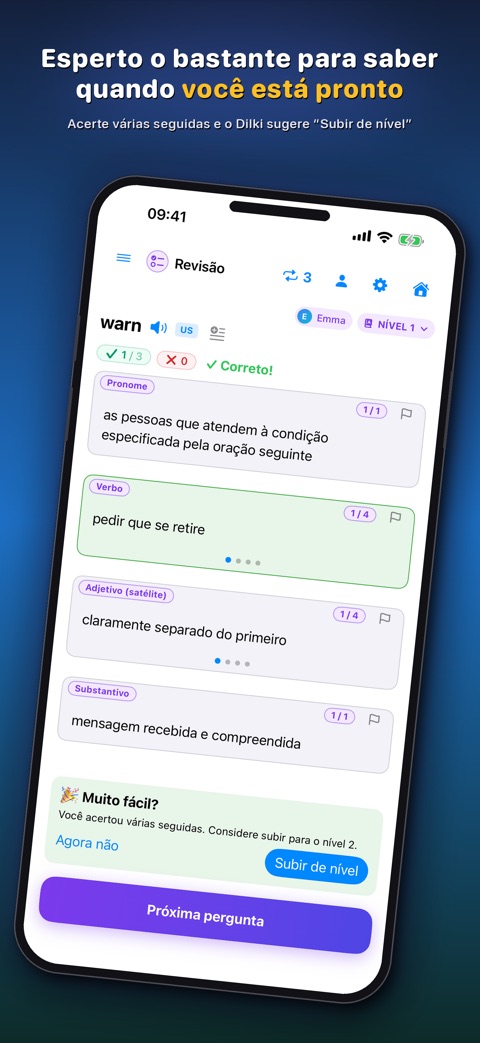 Esperto o bastante para saber
quando você está pronto
Acerte várias seguidas e o Dilki sugere “Subir de nível”
09:41
Revisão
3
E Emma
NÍVEL 1
warn
US
1 / 3
0
Correto!
Pronome
1 / 1
as pessoas que atendem à condição
especificada pela oração seguinte
Verbo
1 / 4
pedir que se retire
Adjetivo (satélite)
1 / 4
claramente separado do primeiro
Substantivo
1 / 1
mensagem recebida e compreendida
Muito fácil?
Você acertou várias seguidas. Considere subir para o nível 2.
Agora não
Subir de nível
Próxima pergunta